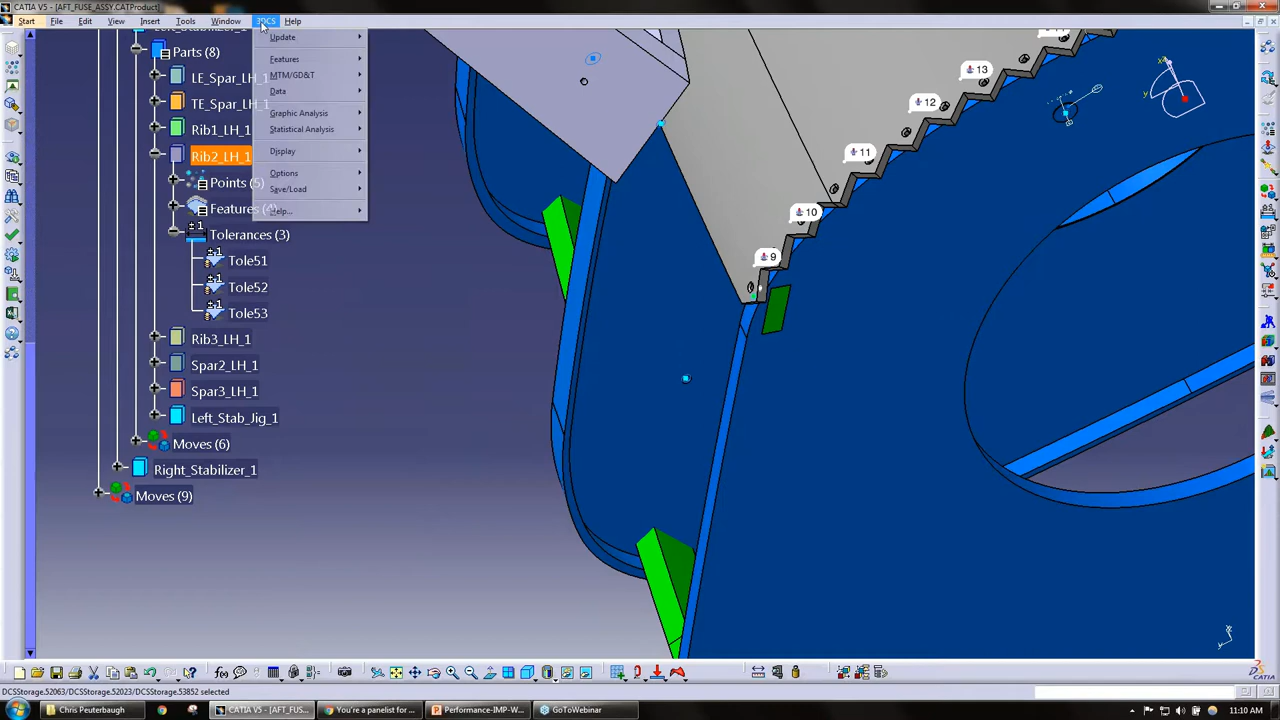 CATIA V5 - [AFT_FUSE_ASSY.CATProduct]
Start File Edit View Insert Tools Window 3DCS Help
Left_Stabilizer_1
Parts (8)
LE_Spar_LH_1
TE_Spar_LH_1
Rib1_LH_1
Rib2_LH_1
Points (5)
Features
Tolerances (3)
Tole51
Tole52
Tole53
Rib3_LH_1
Spar2_LH_1
Spar3_LH_1
Left_Stab_Jig_1
Moves (6)
Right_Stabilizer_1
Moves (9)
Update
Features
MTM/GD&T
Data
Graphic Analysis
Statistical Analysis
Display
Options
Save/Load
Help...
13
12
11
10
9
DCSStorage.52063/DCSStorage.52023/DCSStorage.53852 selected
Chris Peuterbaugh
CATIA V5 - [AFT_FUS...
You're a panelist for...
Performance-IMP-W...
GoToWebinar
11:10 AM